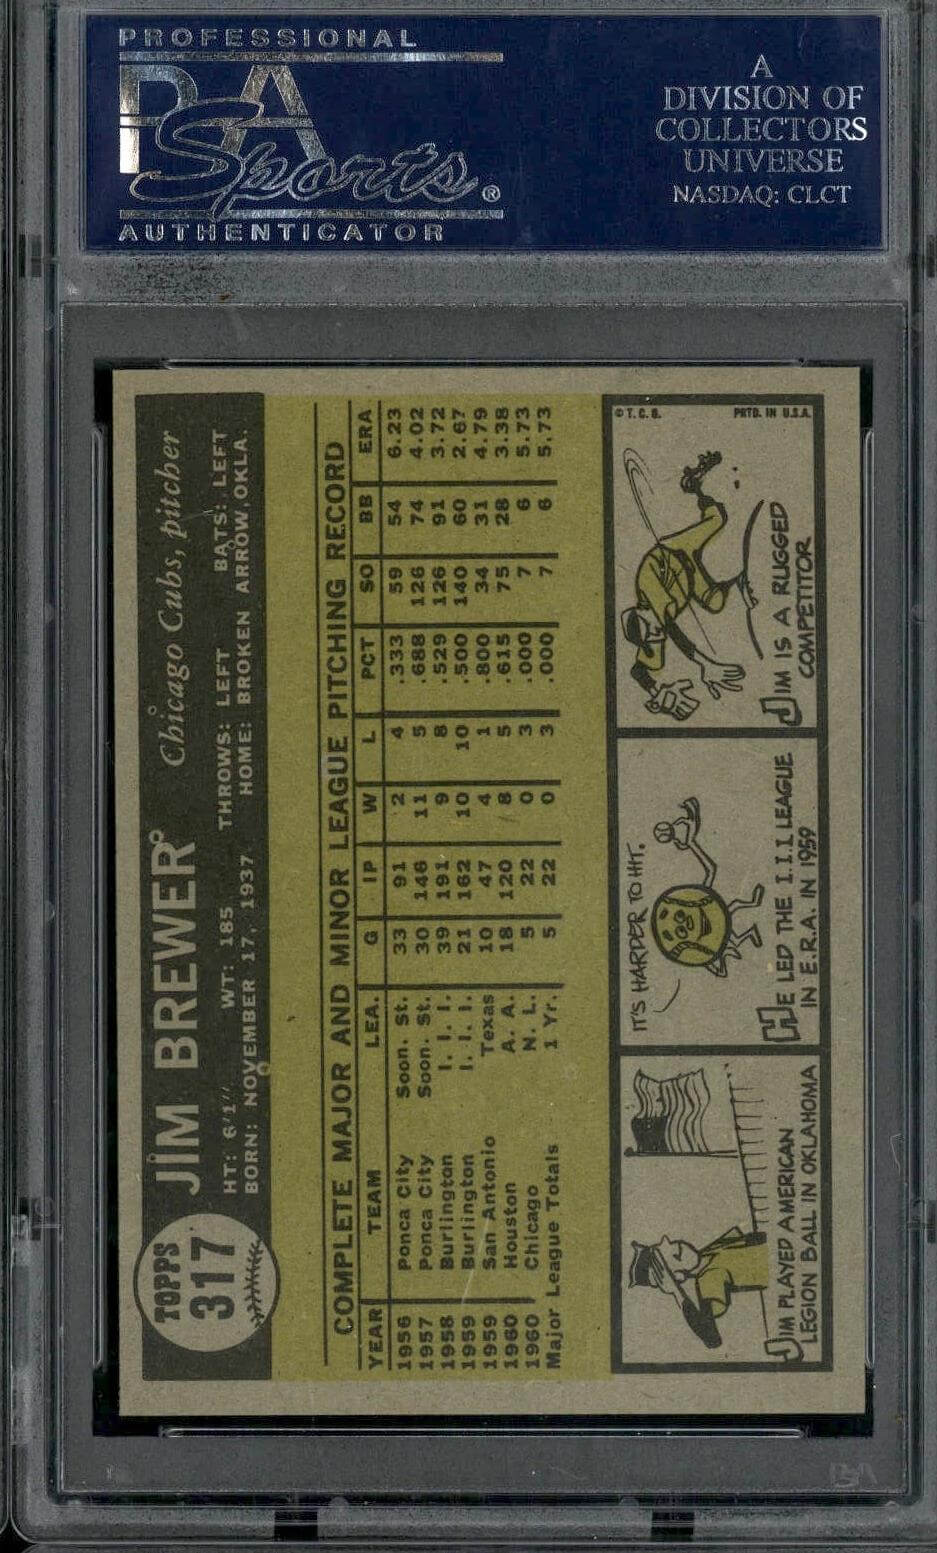 PROFESSIONAL
PSA
Sports®
AUTHENTICATOR
A
DIVISION OF
COLLECTORS
UNIVERSE
NASDAQ: CLCT
TOPPS
317
JIM BREWER Chicago Cubs, pitcher
HT: 6'1" WT: 185 THROWS: LEFT BATS: LEFT
BORN: NOVEMBER 17, 1937 HOME: BROKEN ARROW, OKLA.
COMPLETE MAJOR AND MINOR LEAGUE PITCHING RECORD
YEAR TEAM LEA. G IP W L PCT SO BB ERA
1956 Ponca City Soon. St. 33 91 2 4 .333 59 54 6.23
1957 Ponca City Soon. St. 30 146 11 5 .688 126 74 4.02
1958 Burlington I. I. I. 39 191 9 8 .529 126 91 3.72
1959 Burlington I. I. I. 21 162 10 10 .500 140 60 2.67
1959 San Antonio Texas 10 47 4 1 .800 34 31 4.79
1960 Houston A. A. 18 120 8 5 .615 75 28 3.38
1960 Chicago N. L. 5 22 0 3 .000 7 6 5.73
Major League Totals 1 Yr. 5 22 0 3 .000 7 6 5.73
JIM PLAYED AMERICAN
LEGION BALL IN OKLAHOMA
IT'S HARDER TO HIT.
HE LED THE I.I.I. LEAGUE
IN E.R.A. IN 1959
© T.C.G. PRTD. IN U.S.A.
JIM IS A RUGGED
COMPETITOR
PSA